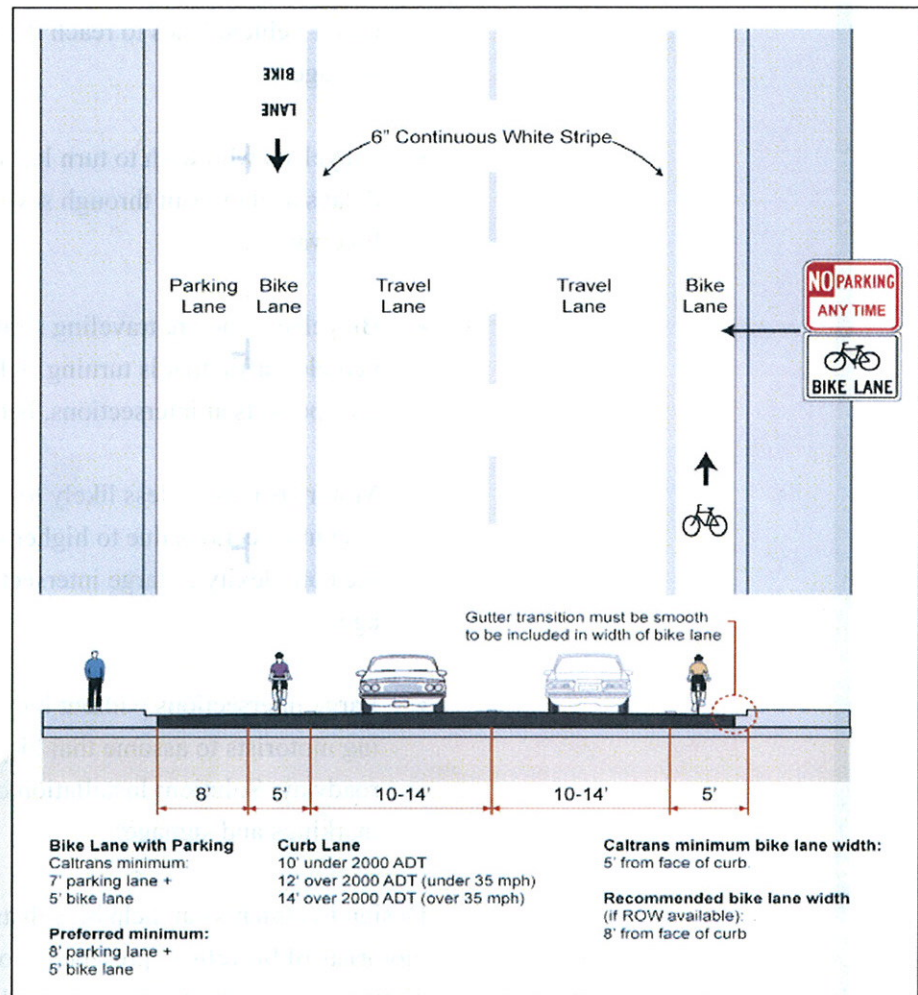 BIKE
LANE
6" Continuous White Stripe
Parking Lane
Bike Lane
Travel Lane
Travel Lane
Bike Lane
NO PARKING
ANY TIME
BIKE LANE
Gutter transition must be smooth
to be included in width of bike lane
8' 5' 10-14' 10-14' 5'
Bike Lane with Parking
Caltrans minimum:
7' parking lane +
5' bike lane
Preferred minimum:
8' parking lane +
5' bike lane
Curb Lane
10' under 2000 ADT
12' over 2000 ADT (under 35 mph)
14' over 2000 ADT (over 35 mph)
Caltrans minimum bike lane width:
5' from face of curb
Recommended bike lane width
(if ROW available):
8' from face of curb